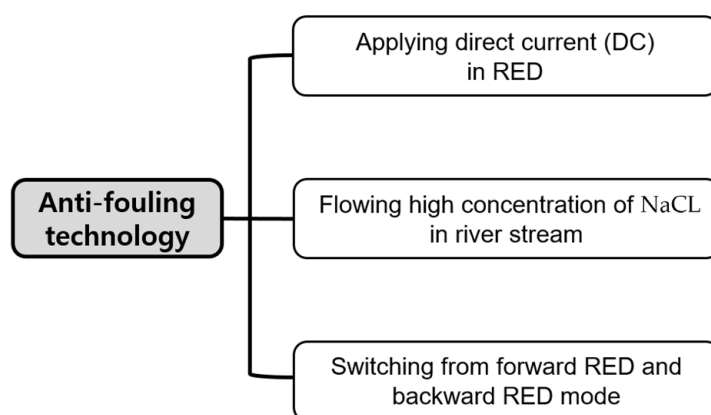 Applying direct current (DC)
in RED
Anti-fouling
technology
Flowing high concentration of NaCL
in river stream
Switching from forward RED and
backward RED mode